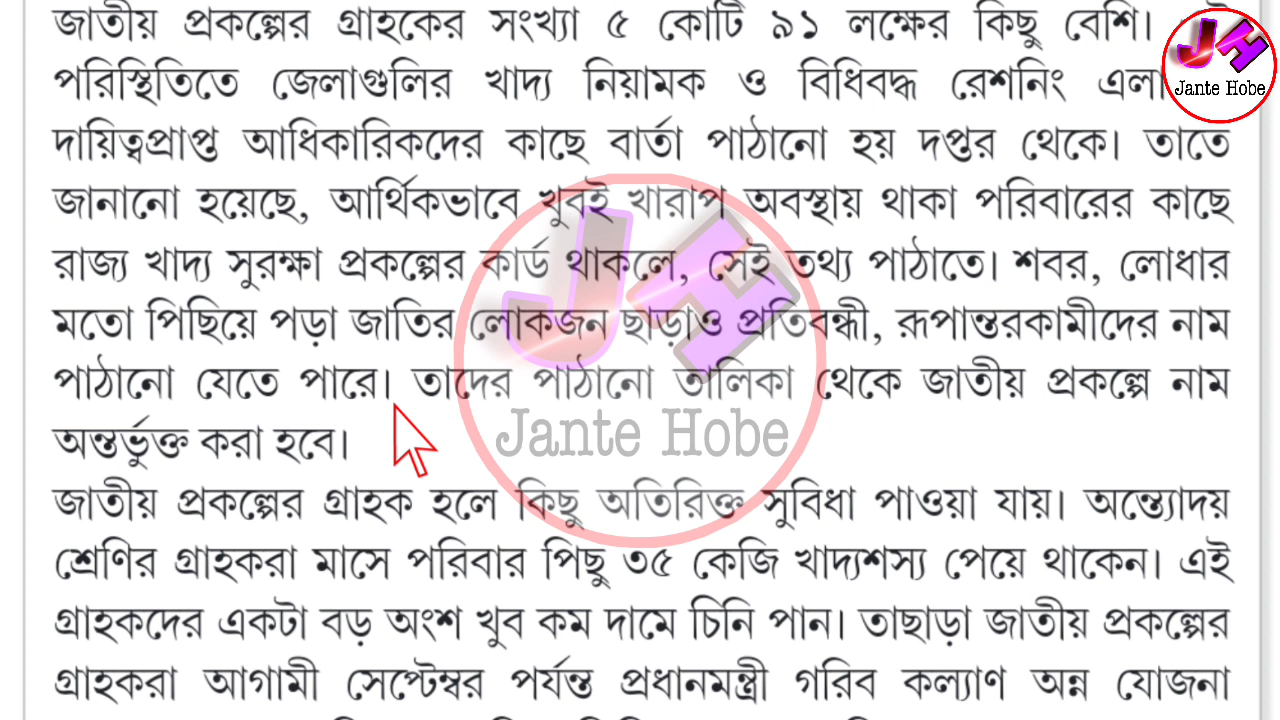 জাতীয় প্রকল্পের গ্রাহকের সংখ্যা ৫ কোটি ৯১ লক্ষের কিছু বেশি।
পরিস্থিতিতে জেলাগুলির খাদ্য নিয়ামক ও বিধিবদ্ধ রেশনিং
দায়িত্বপ্রাপ্ত আধিকারিকদের কাছে বার্তা পাঠানো হয় দপ্তর থেকে। তাতে
জানানো হয়েছে, আর্থিকভাবে খুবই খারাপ অবস্থায় থাকা পরিবারের কাছে
রাজ্য খাদ্য সুরক্ষা প্রকল্পের কার্ড থাকলে, সেই তথ্য পাঠাতে। শবর, লোধার
মতো পিছিয়ে পড়া জাতির লোকজন ছাড়াও প্রতিবন্ধী, রূপান্তরকামীদের নাম
পাঠানো যেতে পারে। তাদের পাঠানো তালিকা থেকে জাতীয় প্রকল্পে নাম
অন্তর্ভুক্ত করা হবে।
জাতীয় প্রকল্পের গ্রাহক হলে কিছু অতিরিক্ত সুবিধা পাওয়া যায়। অন্ত্যোদয়
শ্রেণির গ্রাহকরা মাসে পরিবার পিছু ৩৫ কেজি খাদ্যশস্য পেয়ে থাকেন। এই
গ্রাহকদের একটা বড় অংশ খুব কম দামে চিনি পান। তাছাড়া জাতীয় প্রকল্পের
গ্রাহকরা আগামী সেপ্টেম্বর পর্যন্ত প্রধানমন্ত্রী গরিব কল্যাণ অন্ন যোজনা
JH
Jante Hobe
JH
Jante Hobe